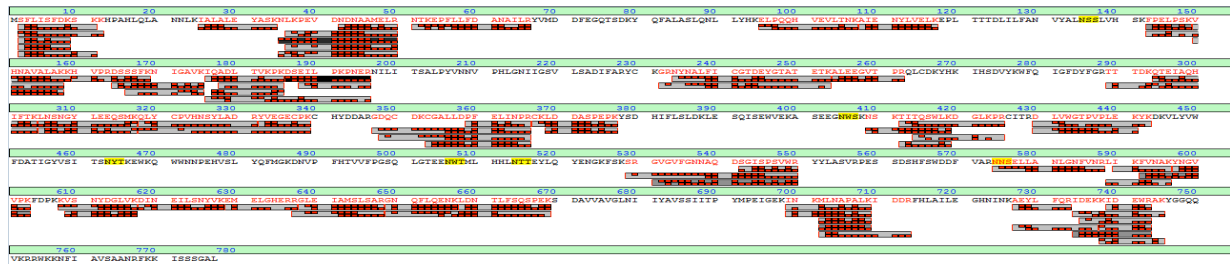 10 20 30 40 50 60 70 80 90 100 110 120 130 140 150
MSFLISFDKS KKHPAHLQLA NNLKIALALE YASKNLKPEV DNDNAAMELR NTKEPFLLFD ANAILRYVMD DFEGQTSDKY QFALASLQNL LYHKELPQQH VEVLTNKAIE NYLVELKEPL TTTDLILFAN VYALNSSLVH SKFPELPSKV
160 170 180 190 200 210 220 230 240 250 260 270 280 290 300
HNAVALAKKH VPRDSSSFKN IGAVKIQADL TVKPKDSEIL PKPNERNILI TSALPYVNNV PHLGNIIGSV LSADIFARYC KGRNYNALFI CGTDEYGTAT ETKALEEGVT PRQLCDKYHK IHSDVYKWFQ IGFDYFGRTT TDKQTEIAQH
310 320 330 340 350 360 370 380 390 400 410 420 430 440 450
IFTKLNSNGY LEEQSMKQLY CPVHNSYLAD RYVEGECPKC HYDDARGDQC DKCGALLDPF ELINPRCKLD DASPEPKYSD HIFLSLDKLE SQISEWVEKA SEEGNWSKNS KTITQSWLKD GLKPRCITRD LVWGTPVPLE KYKDKVLYVW
460 470 480 490 500 510 520 530 540 550 560 570 580 590 600
FDATIGYVSI TSNYTKEWKQ WWNNPEHVSL YQFMGKDNVP FHTVVFPGSQ LGTEENWTML HHLNTTEYLQ YENGKFSKSR GVGVFGNNAQ DSGISPSVWR YYLASVRPES SDSHFSWDDF VARNNSELLA NLGNFVNRLI KFVNAKYNGV
610 620 630 640 650 660 670 680 690 700 710 720 730 740 750
VPKFDPKKVS NYDGLVKDIN EILSNYVKEM ELGHERRGLE IAMSLSARGN QFLQENKLDN TLFSQSPEKS DAVVAVGLNI IYAVSSIITP YMPEIGEKIN KMLNAPALKI DDRFHLAILE GHNINKAEYL FQRIDEKKID EWRAKYGGQQ
760 770 780
VKRRWKKNFI AVSAANRFKK ISSSGAL